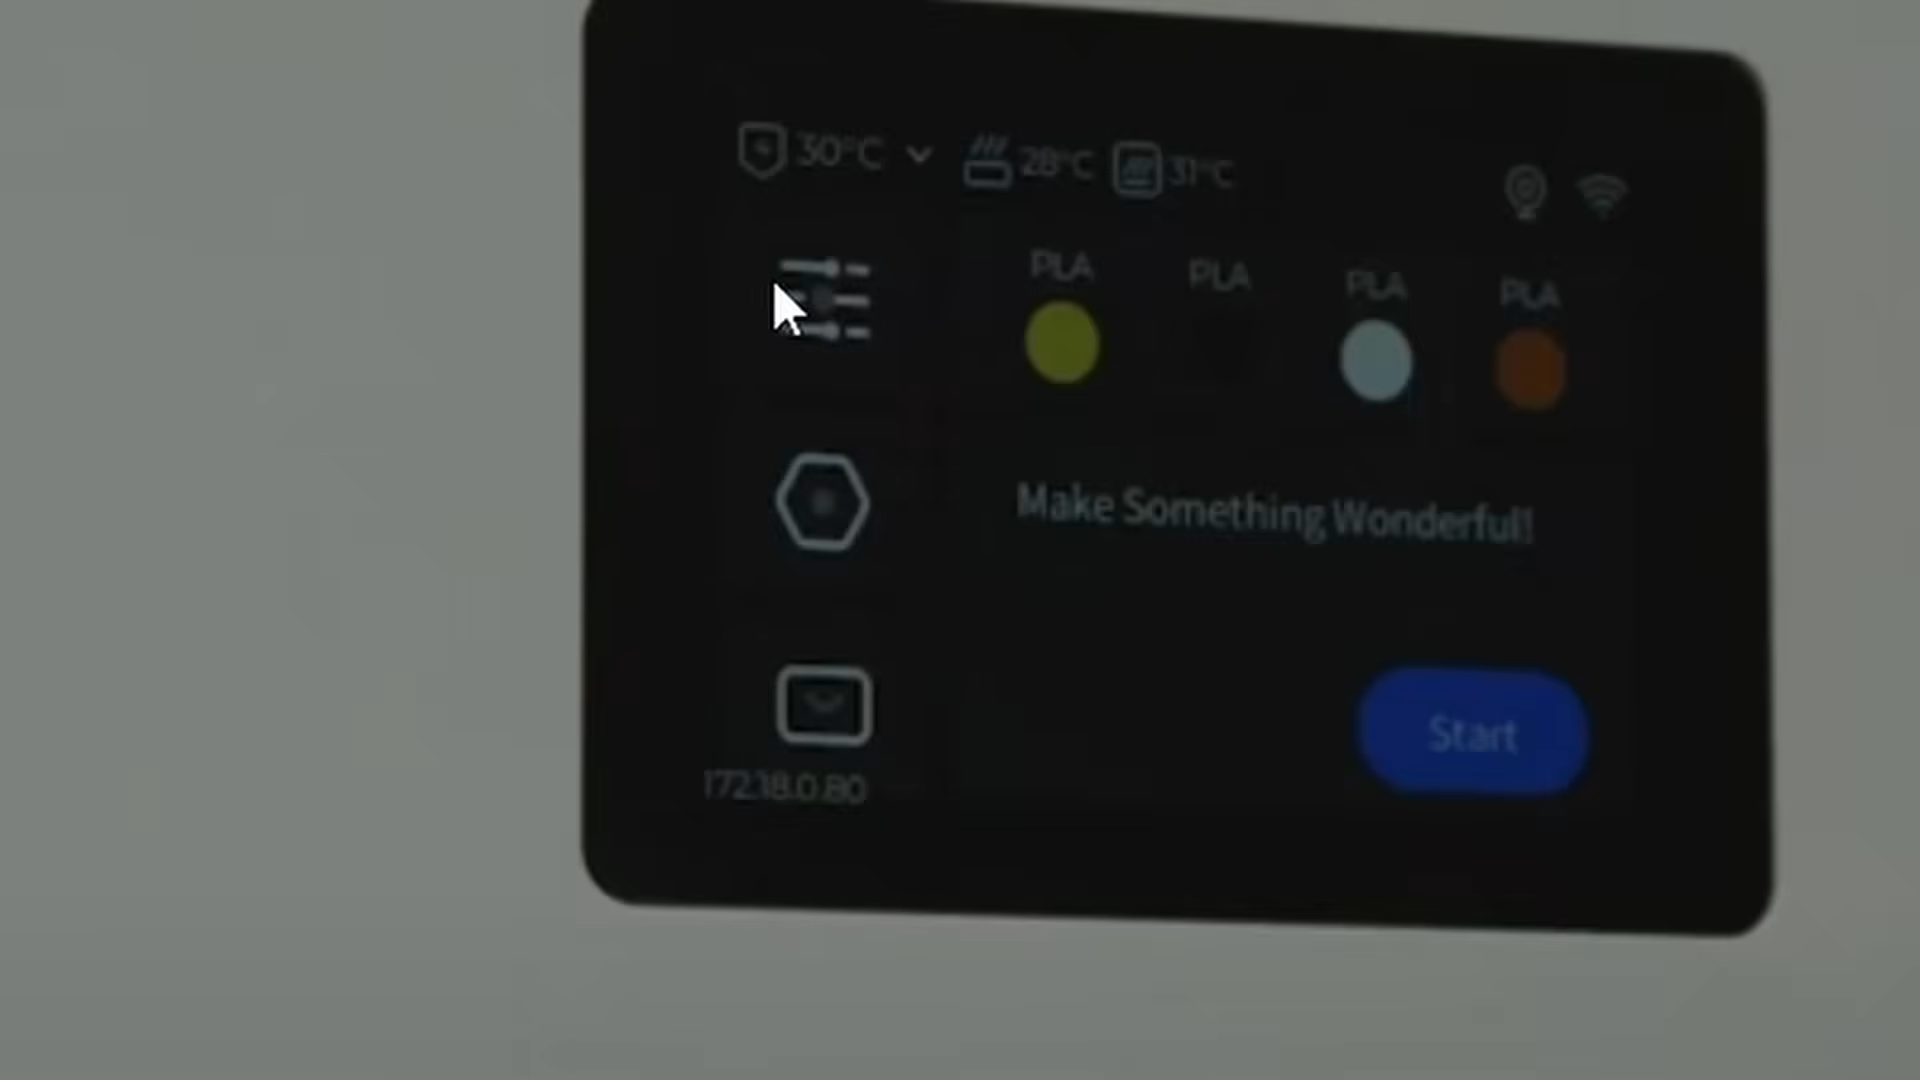 30°C 28°C 31°C
PLA PLA PLA PLA
Make Something Wonderful!
Start
172.18.0.80